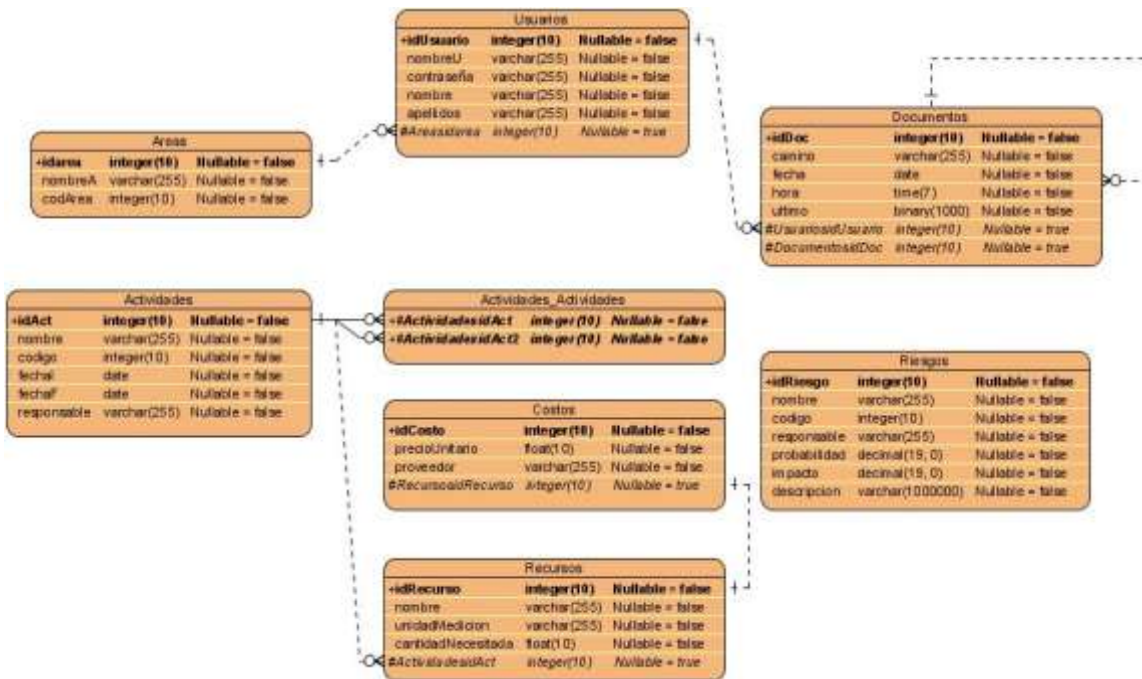 Usuarios
+idUsuario integer(10) Nullable = false
nombreU varchar(255) Nullable = false
contraseña varchar(255) Nullable = false
nombre varchar(255) Nullable = false
apellidos varchar(255) Nullable = false
#Areasidarea integer(10) Nullable = true
Areas
+idarea integer(10) Nullable = false
nombreA varchar(255) Nullable = false
codArea integer(10) Nullable = false
Documentos
+idDoc integer(10) Nullable = false
camino varchar(255) Nullable = false
fecha date Nullable = false
hora time(7) Nullable = false
ultimo binary(1000) Nullable = false
#UsuariosidUsuario integer(10) Nullable = true
#DocumentosidDoc integer(10) Nullable = true
Actividades
+idAct integer(10) Nullable = false
nombre varchar(255) Nullable = false
codigo integer(10) Nullable = false
fechaI date Nullable = false
fechaF date Nullable = false
responsable varchar(255) Nullable = false
Actividades_Actividades
+#ActividadesidAct integer(10) Nullable = false
+#ActividadesidAct2 integer(10) Nullable = false
Costos
+idCosto integer(10) Nullable = false
precioUnitario float(10) Nullable = false
proveedor varchar(255) Nullable = false
#RecursosidRecurso integer(10) Nullable = true
Riesgos
+idRiesgo integer(10) Nullable = false
nombre varchar(255) Nullable = false
codigo integer(10) Nullable = false
responsable varchar(255) Nullable = false
probabilidad decimal(19, 0) Nullable = false
impacto decimal(19, 0) Nullable = false
descripcion varchar(1000000) Nullable = false
Recursos
+idRecurso integer(10) Nullable = false
nombre varchar(255) Nullable = false
unidadMedicion varchar(255) Nullable = false
cantidadNecesitada float(10) Nullable = false
#ActividadesidAct integer(10) Nullable = true